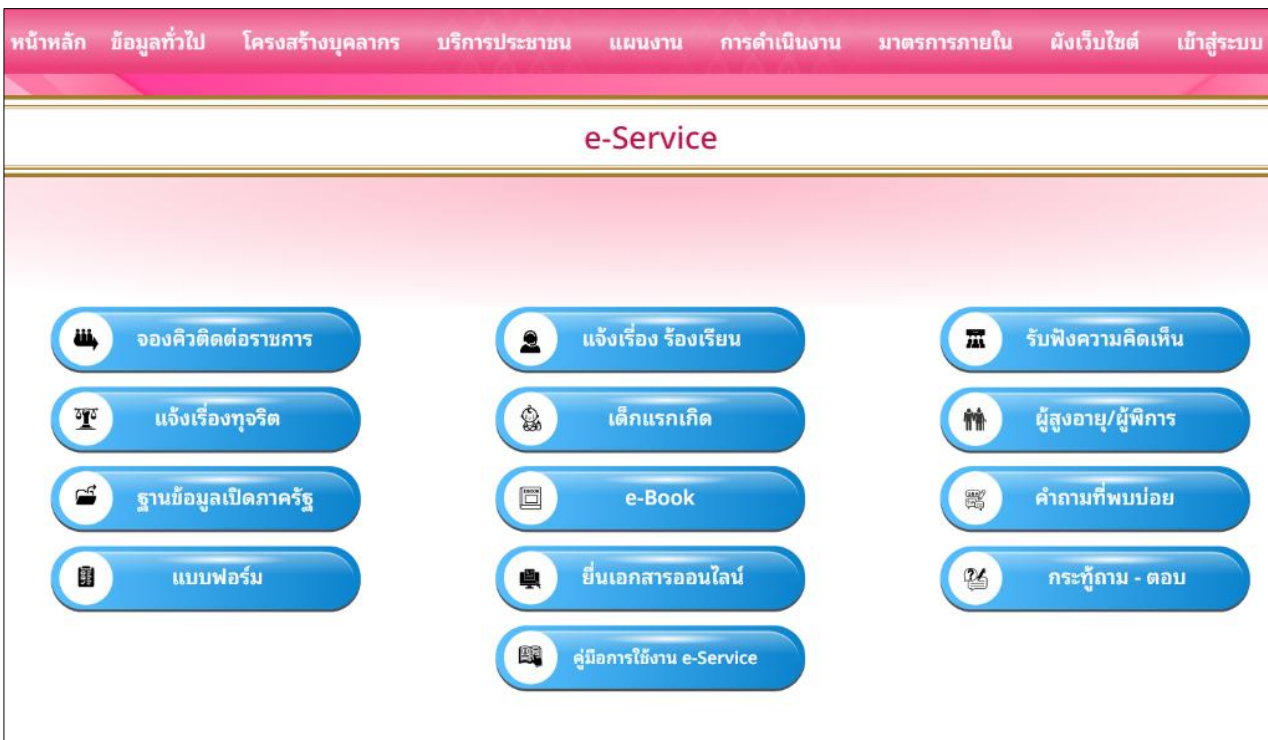 หน้าหลัก ข้อมูลทั่วไป โครงสร้างบุคลากร บริการประชาชน แผนงาน การดำเนินงาน มาตรการภายใน ผังเว็บไซต์ เข้าสู่ระบบ
e-Service
จองคิวติดต่อราชการ แจ้งเรื่อง ร้องเรียน รับฟังความคิดเห็น
แจ้งเรื่องทุจริต เด็กแรกเกิด ผู้สูงอายุ/ผู้พิการ
ฐานข้อมูลเปิดภาครัฐ e-Book คำถามที่พบบ่อย
แบบฟอร์ม ยื่นเอกสารออนไลน์ กระทู้ถาม - ตอบ
คู่มือการใช้งาน e-Service